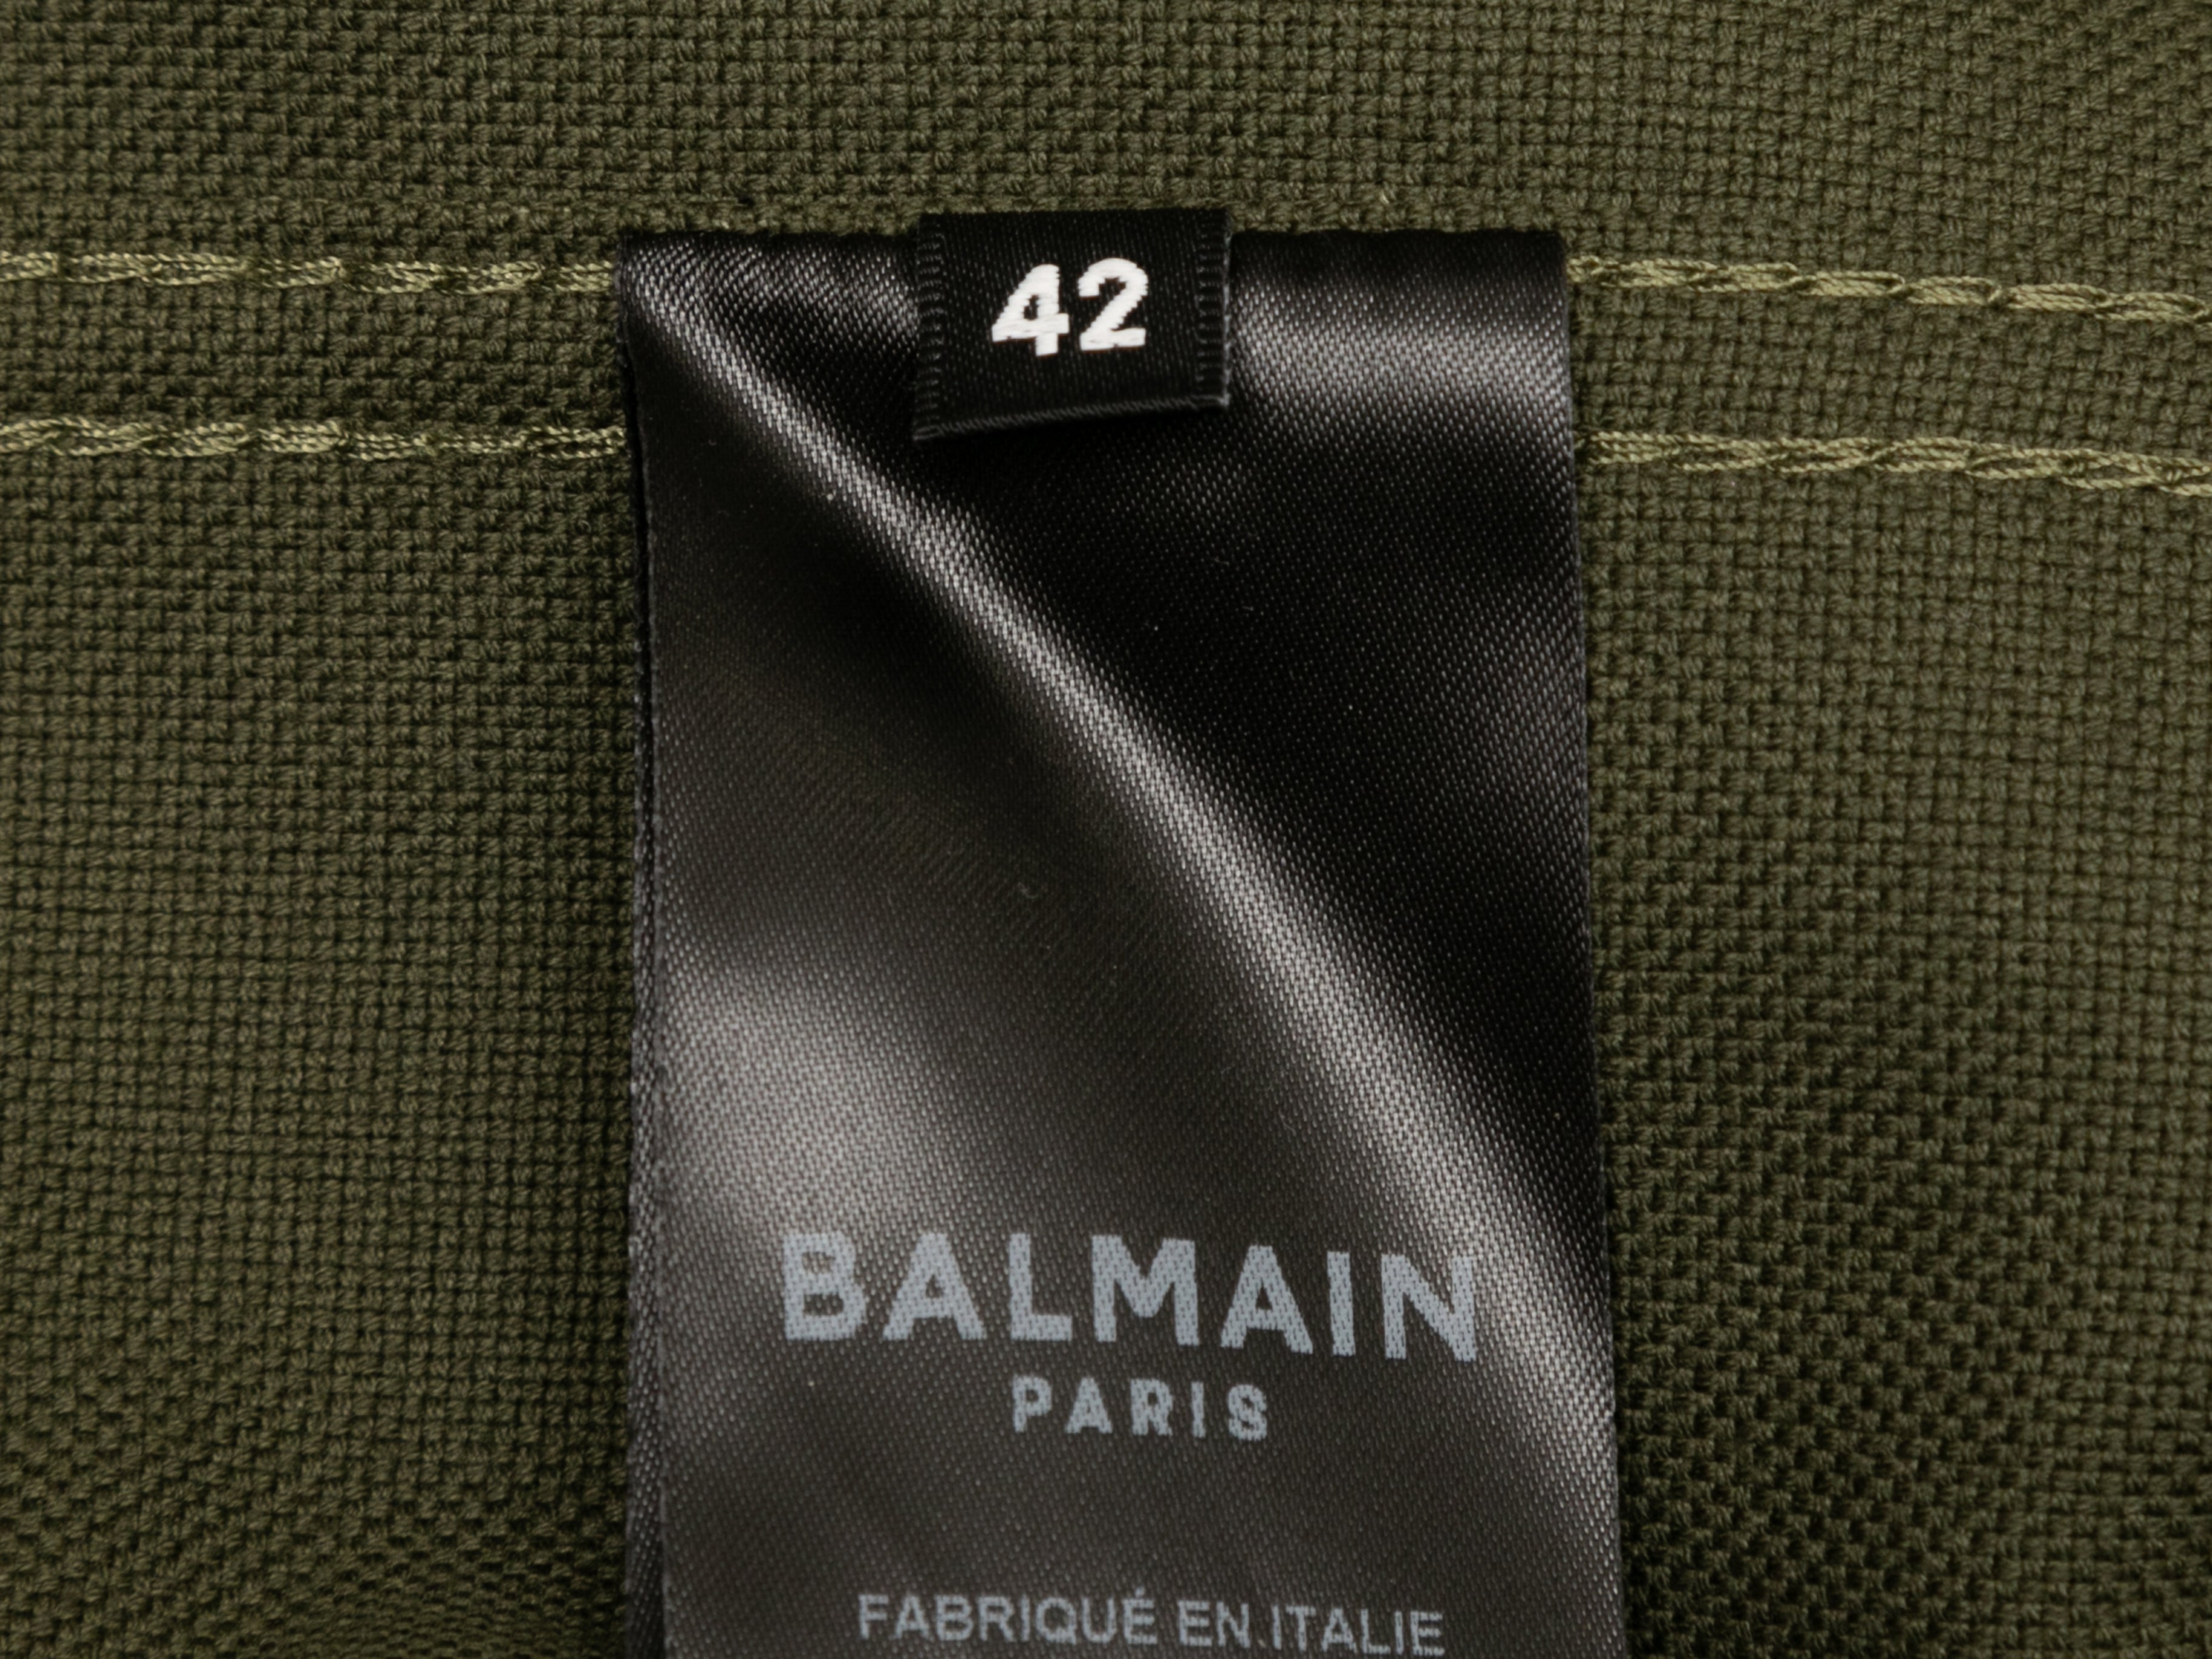 42
BALMAIN
PARIS
FABRIQUÉ EN ITALIE